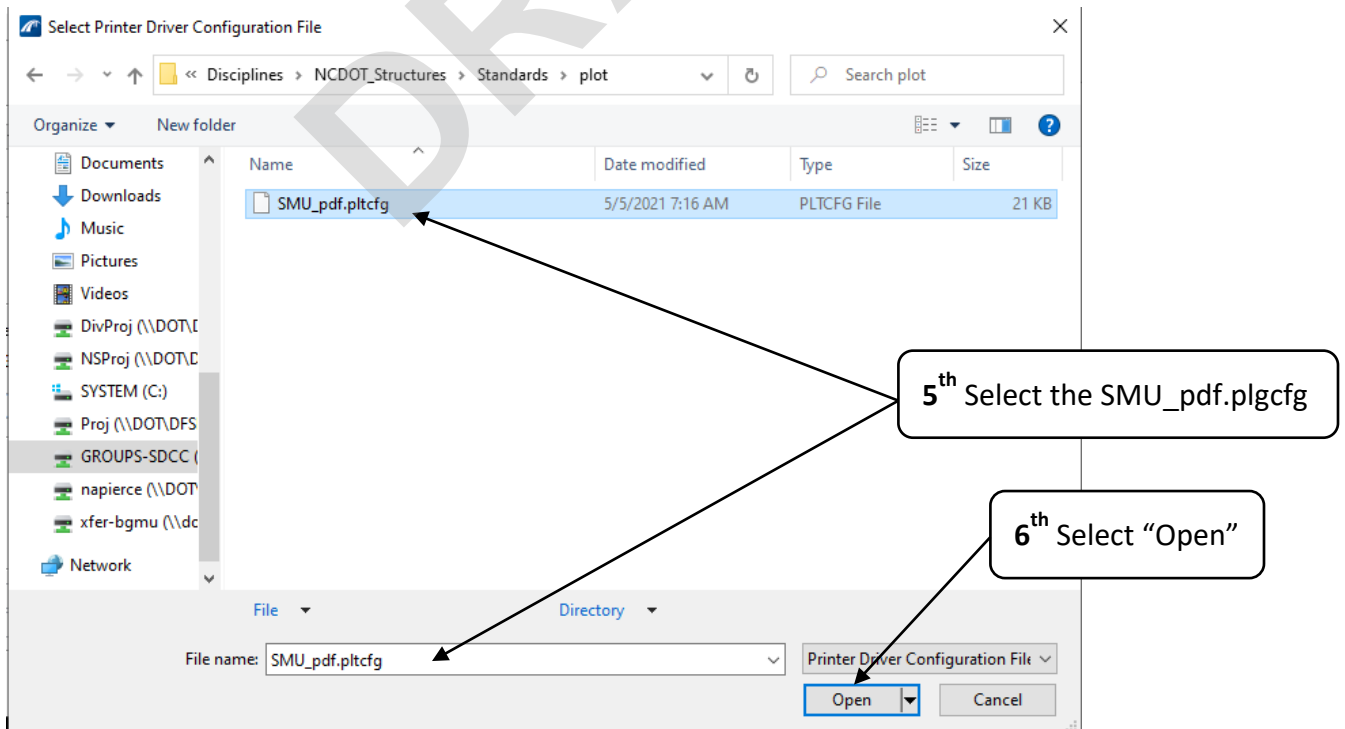 Select Printer Driver Configuration File
« Disciplines > NCDOT_Structures > Standards > plot
Search plot
Organize New folder
Name Date modified Type Size
Documents
Downloads
Music
Pictures
Videos
DivProj (\\DOT\
NSProj (\\DOT\
SYSTEM (C:)
Proj (\\DOT\DFS
GROUPS-SDCC (
napierce (\\DOT
xfer-bgmu (\\dc
Network
SMU_pdf.pltcfg 5/5/2021 7:16 AM PLTCFG File 21 KB
5th Select the SMU_pdf.plgcfg
6th Select “Open”
File Directory
File name: SMU_pdf.pltcfg Printer Driver Configuration File
Open Cancel